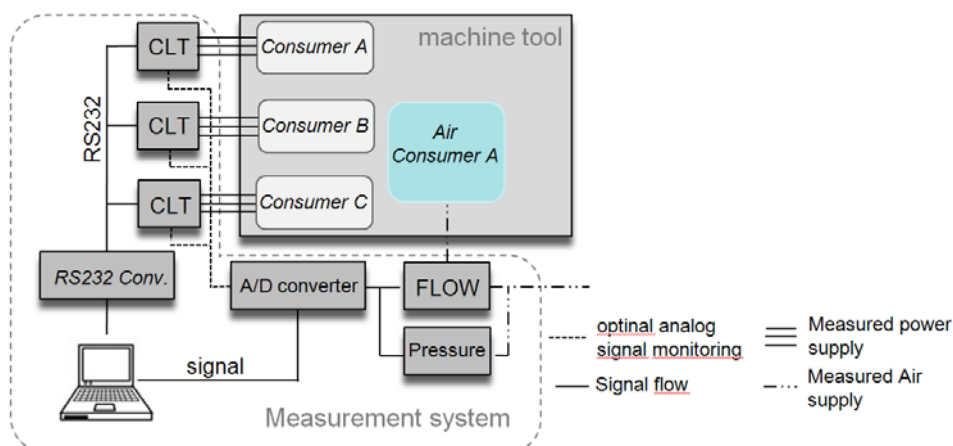 machine tool
CLT
Consumer A
CLT
Consumer B
Air
Consumer A
CLT
Consumer C
RS232
RS232 Conv.
A/D converter
FLOW
Pressure
signal
Measurement system
optinal analog
signal monitoring
Measured power
supply
Signal flow
Measured Air
supply